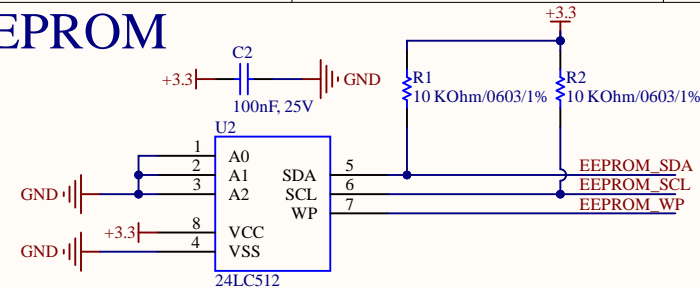 EPROM
+3.3
C2
+3.3
GND
100nF, 25V
R1
10 KOhm/0603/1%
R2
10 KOhm/0603/1%
U2
1
A0
2
A1
3
A2
GND
SDA
5
EEPROM_SDA
SCL
6
EEPROM_SCL
WP
7
EEPROM_WP
+3.3
8
VCC
GND
4
VSS
24LC512